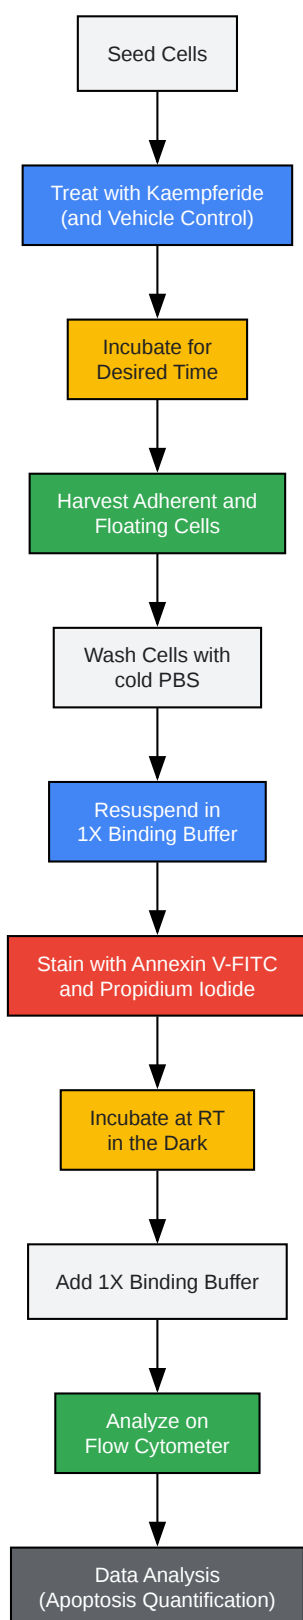 Seed Cells
Treat with Kaempferide
(and Vehicle Control)
Incubate for
Desired Time
Harvest Adherent and
Floating Cells
Wash Cells with
cold PBS
Resuspend in
1X Binding Buffer
Stain with Annexin V-FITC
and Propidium Iodide
Incubate at RT
in the Dark
Add 1X Binding Buffer
Analyze on
Flow Cytometer
Data Analysis
(Apoptosis Quantification)